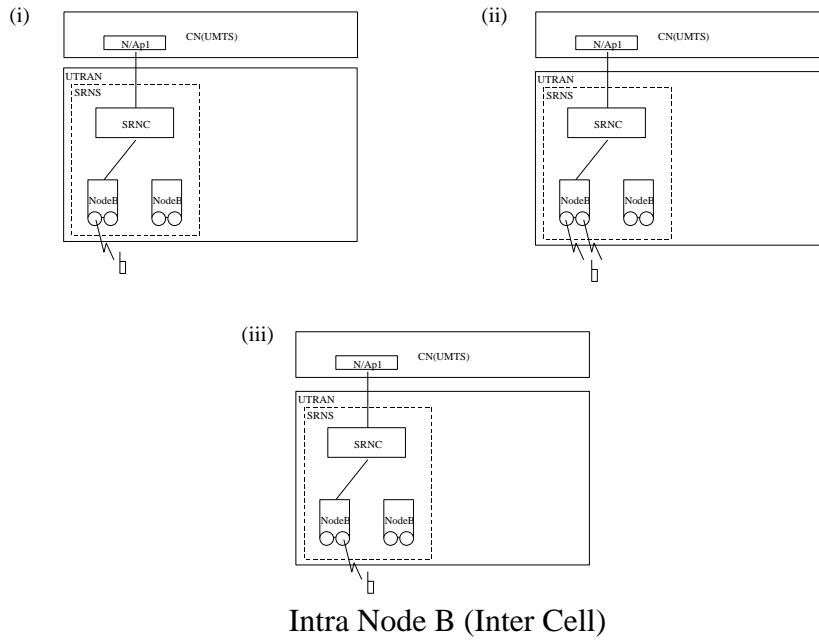 (i)
CN(UMTS)
N/Ap1
UTRAN
SRNS
SRNC
NodeB
NodeB
(ii)
CN(UMTS)
N/Ap1
UTRAN
SRNS
SRNC
NodeB
NodeB
(iii)
CN(UMTS)
N/Ap1
UTRAN
SRNS
SRNC
NodeB
NodeB
Intra Node B (Inter Cell)